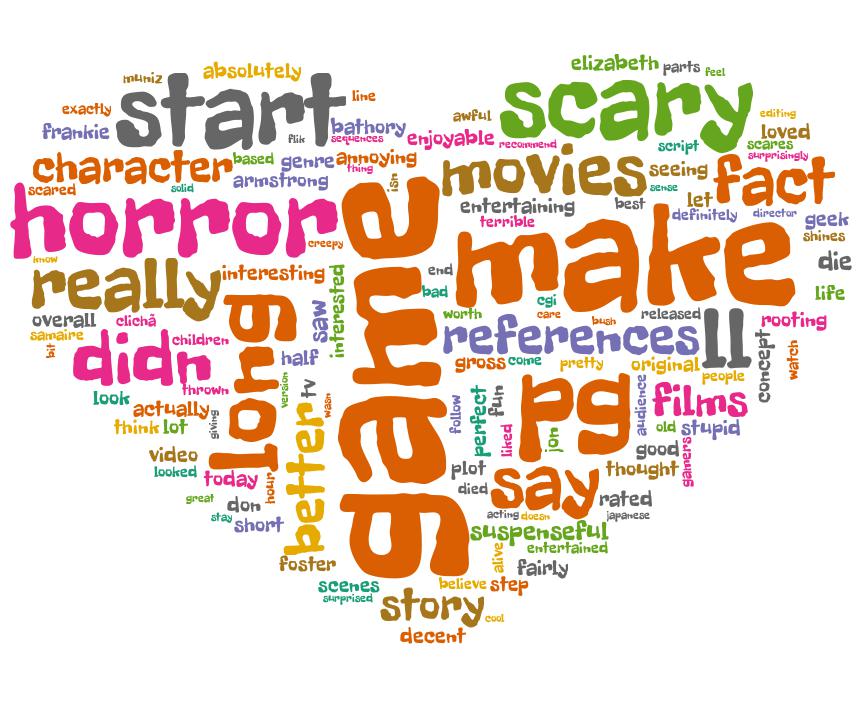 elizabeth
parts
feel
muniz
absolutely
start
line
scary
exactly
frankie
flik
bathory
sequences
awful
enjoyable
recommend
script
editing
loved
scares
surprisingly
character
based
genre
annoying
thing
armstrong
solid
scared
isn
movies
seeing
sense
fact
let
best
entertaining
terrible
definitely
director
geek
shines
horror
creepy
game
make
die
know
really
interesting
interested
end
bad
cgi
care
worth
bush
released
life
rooting
overall
clichã
samaire
bit
didn
children
thrown
long
saw
half
version
tv
wasn
references
ll
concept
watch
gross
come
pretty
original
people
look
actually
giving
think
lot
better
follow
perfect
fun
liked
pg
jon
audience
films
old
stupid
gamers
good
thought
video
looked
today
hour
great
don
stay
short
plot
died
say
rated
acting
doesn
japanese
suspenseful
entertained
foster
alive
fairly
scenes
surprised
believe
step
story
cool
decent